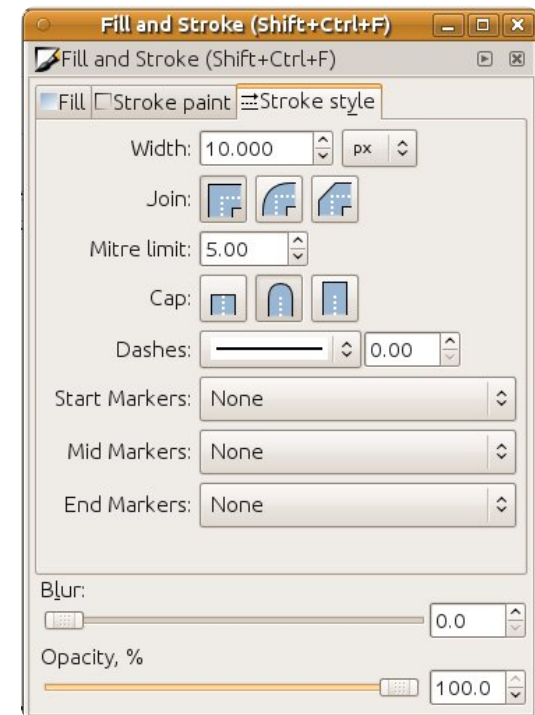 Fill and Stroke (Shift+Ctrl+F)
Fill and Stroke (Shift+Ctrl+F)
Fill Stroke paint Stroke style
Width: 10.000 px
Join:
Mitre limit: 5.00
Cap:
Dashes: 0.00
Start Markers: None
Mid Markers: None
End Markers: None
Blur:
0.0
Opacity, %
100.0